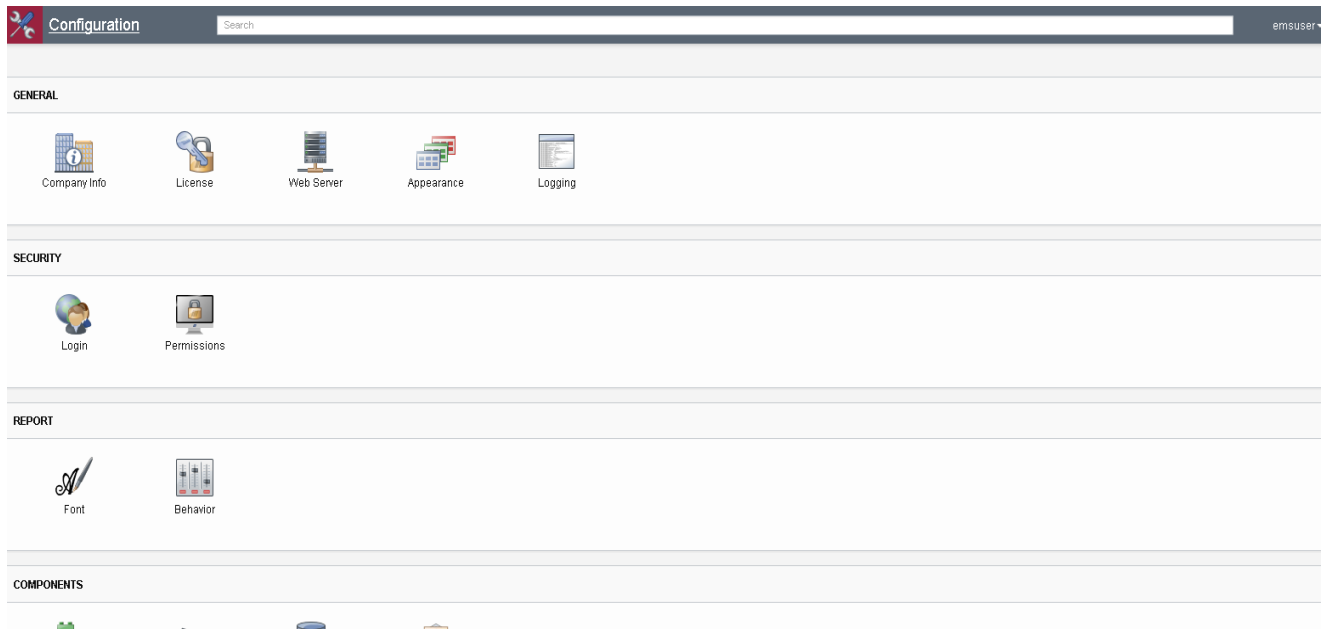 Configuration
Search
emsuser
GENERAL
Company Info
License
Web Server
Appearance
Logging
SECURITY
Login
Permissions
REPORT
Font
Behavior
COMPONENTS